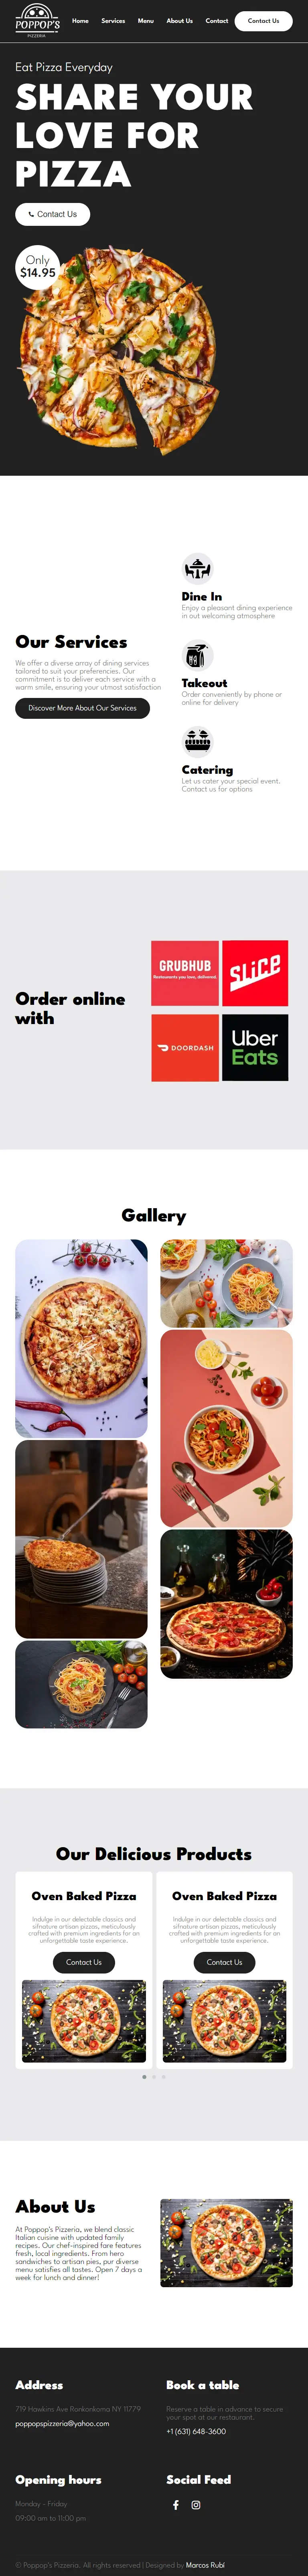 POPPOP'S
PIZZERIA
Home
Services
Menu
About Us
Contact
Contact Us
Eat Pizza Everyday
SHARE YOUR
LOVE FOR
PIZZA
Contact Us
Only
$14.95
Our Services
We offer a diverse array of dining services
tailored to suit your preferencies. Our
commitment is to deliver each service with a
warm smile, ensuring your utmost satisfaction
Discover More About Our Services
Dine In
Enjoy a pleasant dining experience
in out welcoming atmosphere
Takeout
Order conveniently by phone or
online for delivery
Catering
Let us cater your special event.
Contact us for options
Order online
with
GRUBHUB
Restaurants you love, delivered.
SLiCE
DOORDASH
Uber
Eats
Gallery
Our Delicious Products
Oven Baked Pizza
Indulge in our delectable classics and
sifnature artisan pizzas, meticulously
crafted with premium ingredients for an
unforgettable taste experience.
Contact Us
Oven Baked Pizza
Indulge in our delectable classics and
sifnature artisan pizzas, meticulously
crafted with premium ingredients for an
unforgettable taste experience.
Contact Us
About Us
At Poppop's Pizzeria, we blend classic
Italian cuisine with updated family
recipes. Our chef-inspired fare features
fresh, local ingredients. From hero
sandwiches to artisan pies, pur diverse
menu satisfies all tastes. Open 7 days a
week for lunch and dinner!
Address
719 Hawkins Ave Ronkonkoma NY 11779
poppopspizzeria@yahoo.com
Book a table
Reserve a table in advance to secure
your spot at our restaurant.
+1 (631) 648-3600
Opening hours
Monday - Friday
09:00 am to 11:00 pm
Social Feed
© Poppop's Pizzeria. All rights reserved | Designed by Marcos Rubí